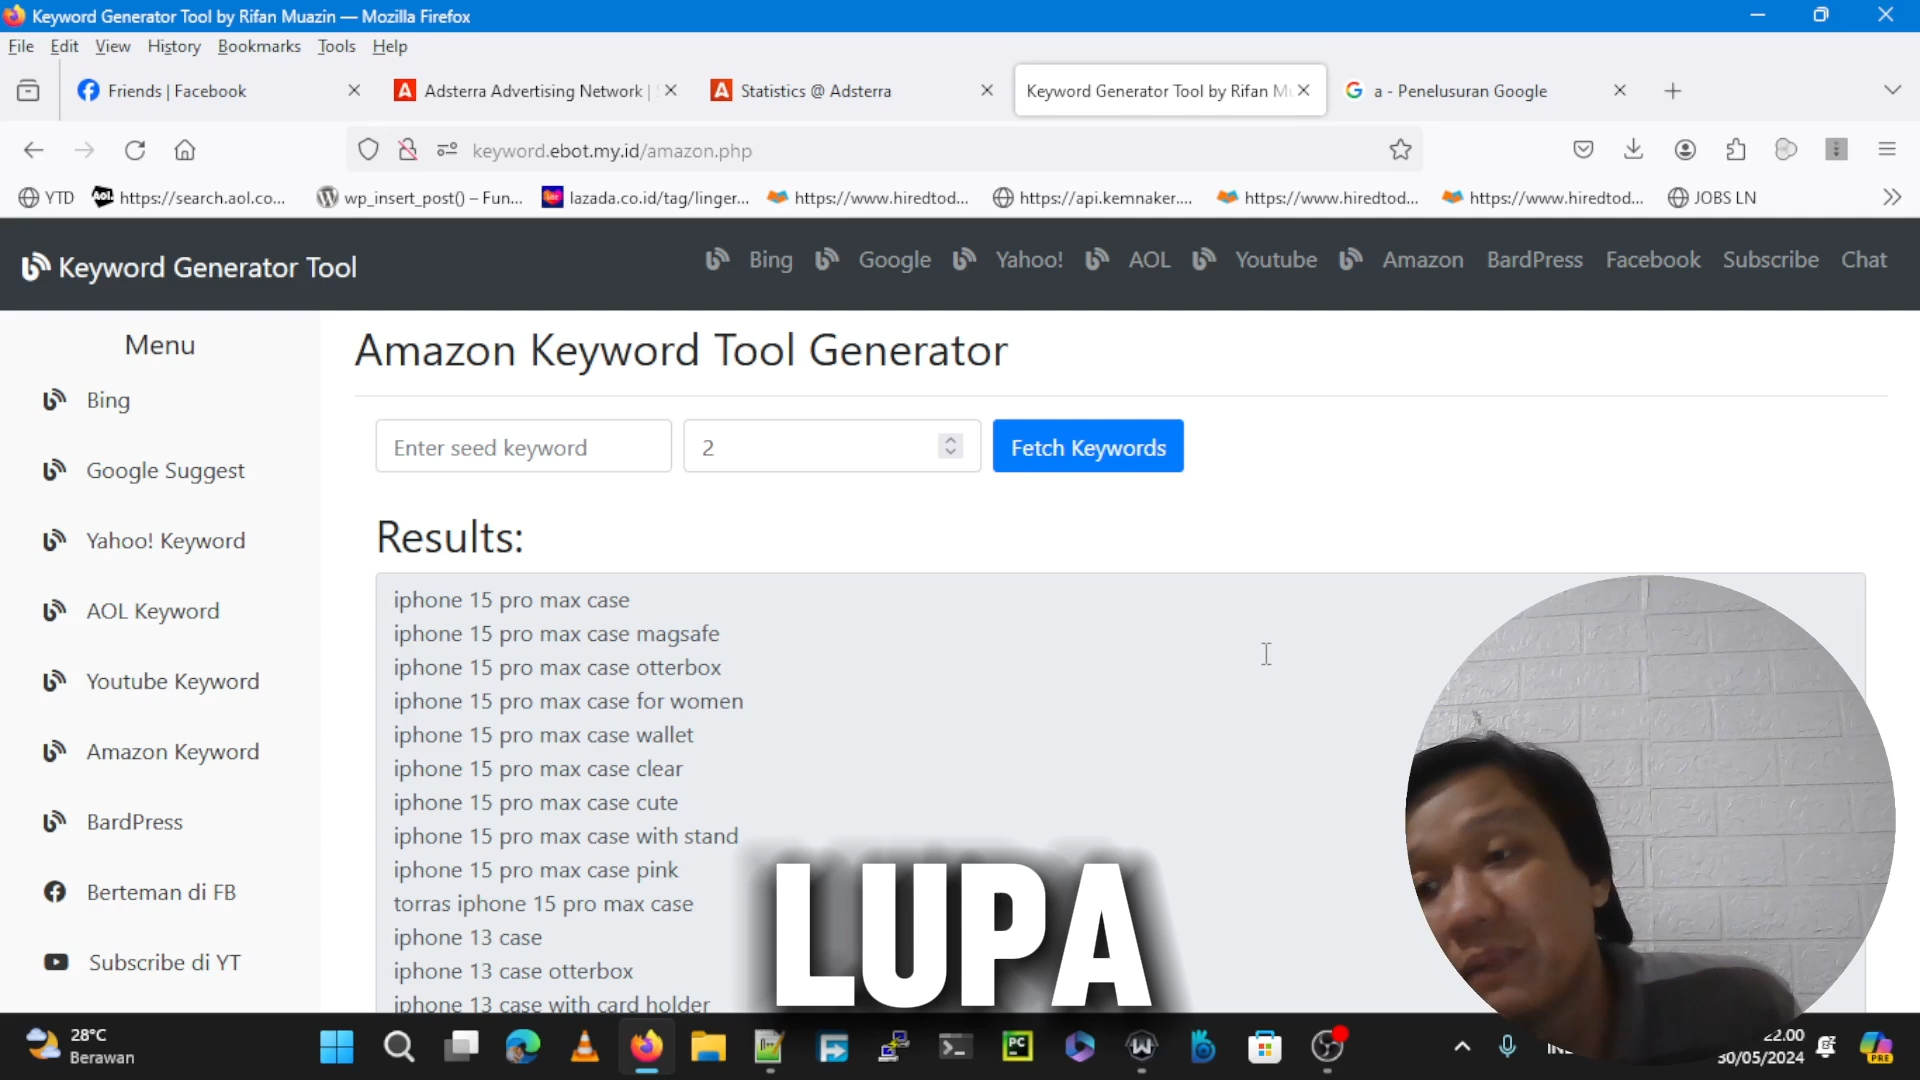 Keyword Generator Tool by Rifan Muazin — Mozilla Firefox
File Edit View History Bookmarks Tools Help
Friends | Facebook
Adsterra Advertising Network |
Statistics @ Adsterra
Keyword Generator Tool by Rifan Mu
a - Penelusuran Google
keyword.ebot.my.id/amazon.php
YTD
Aol.
https://search.aol.co...
wp_insert_post() – Fun...
lazada.co.id/tag/linger...
https://www.hiredtod...
https://api.kemnaker....
https://www.hiredtod...
https://www.hiredtod...
JOBS LN
Keyword Generator Tool
Bing Google Yahoo! AOL Youtube Amazon BardPress Facebook Subscribe Chat
Menu
Bing
Google Suggest
Yahoo! Keyword
AOL Keyword
Youtube Keyword
Amazon Keyword
BardPress
Berteman di FB
Subscribe di YT
Amazon Keyword Tool Generator
Enter seed keyword
2
Fetch Keywords
Results:
iphone 15 pro max case
iphone 15 pro max case magsafe
iphone 15 pro max case otterbox
iphone 15 pro max case for women
iphone 15 pro max case wallet
iphone 15 pro max case clear
iphone 15 pro max case cute
iphone 15 pro max case with stand
iphone 15 pro max case pink
torras iphone 15 pro max case
iphone 13 case
iphone 13 case otterbox
iphone 13 case with card holder
LUPA
28°C
Berawan
PC
PRE
22.00
30/05/2024